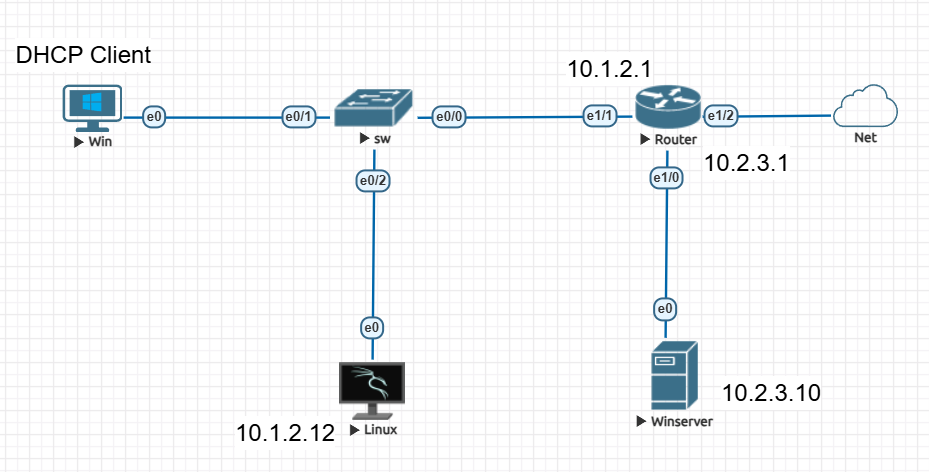 DHCP Client
10.1.2.1
e0
e0/1
e0/0
e1/1
e1/2
Win
sw
Router
Net
10.2.3.1
e0/2
e1/0
e0
e0
10.2.3.10
Linux
10.1.2.12
Winserver